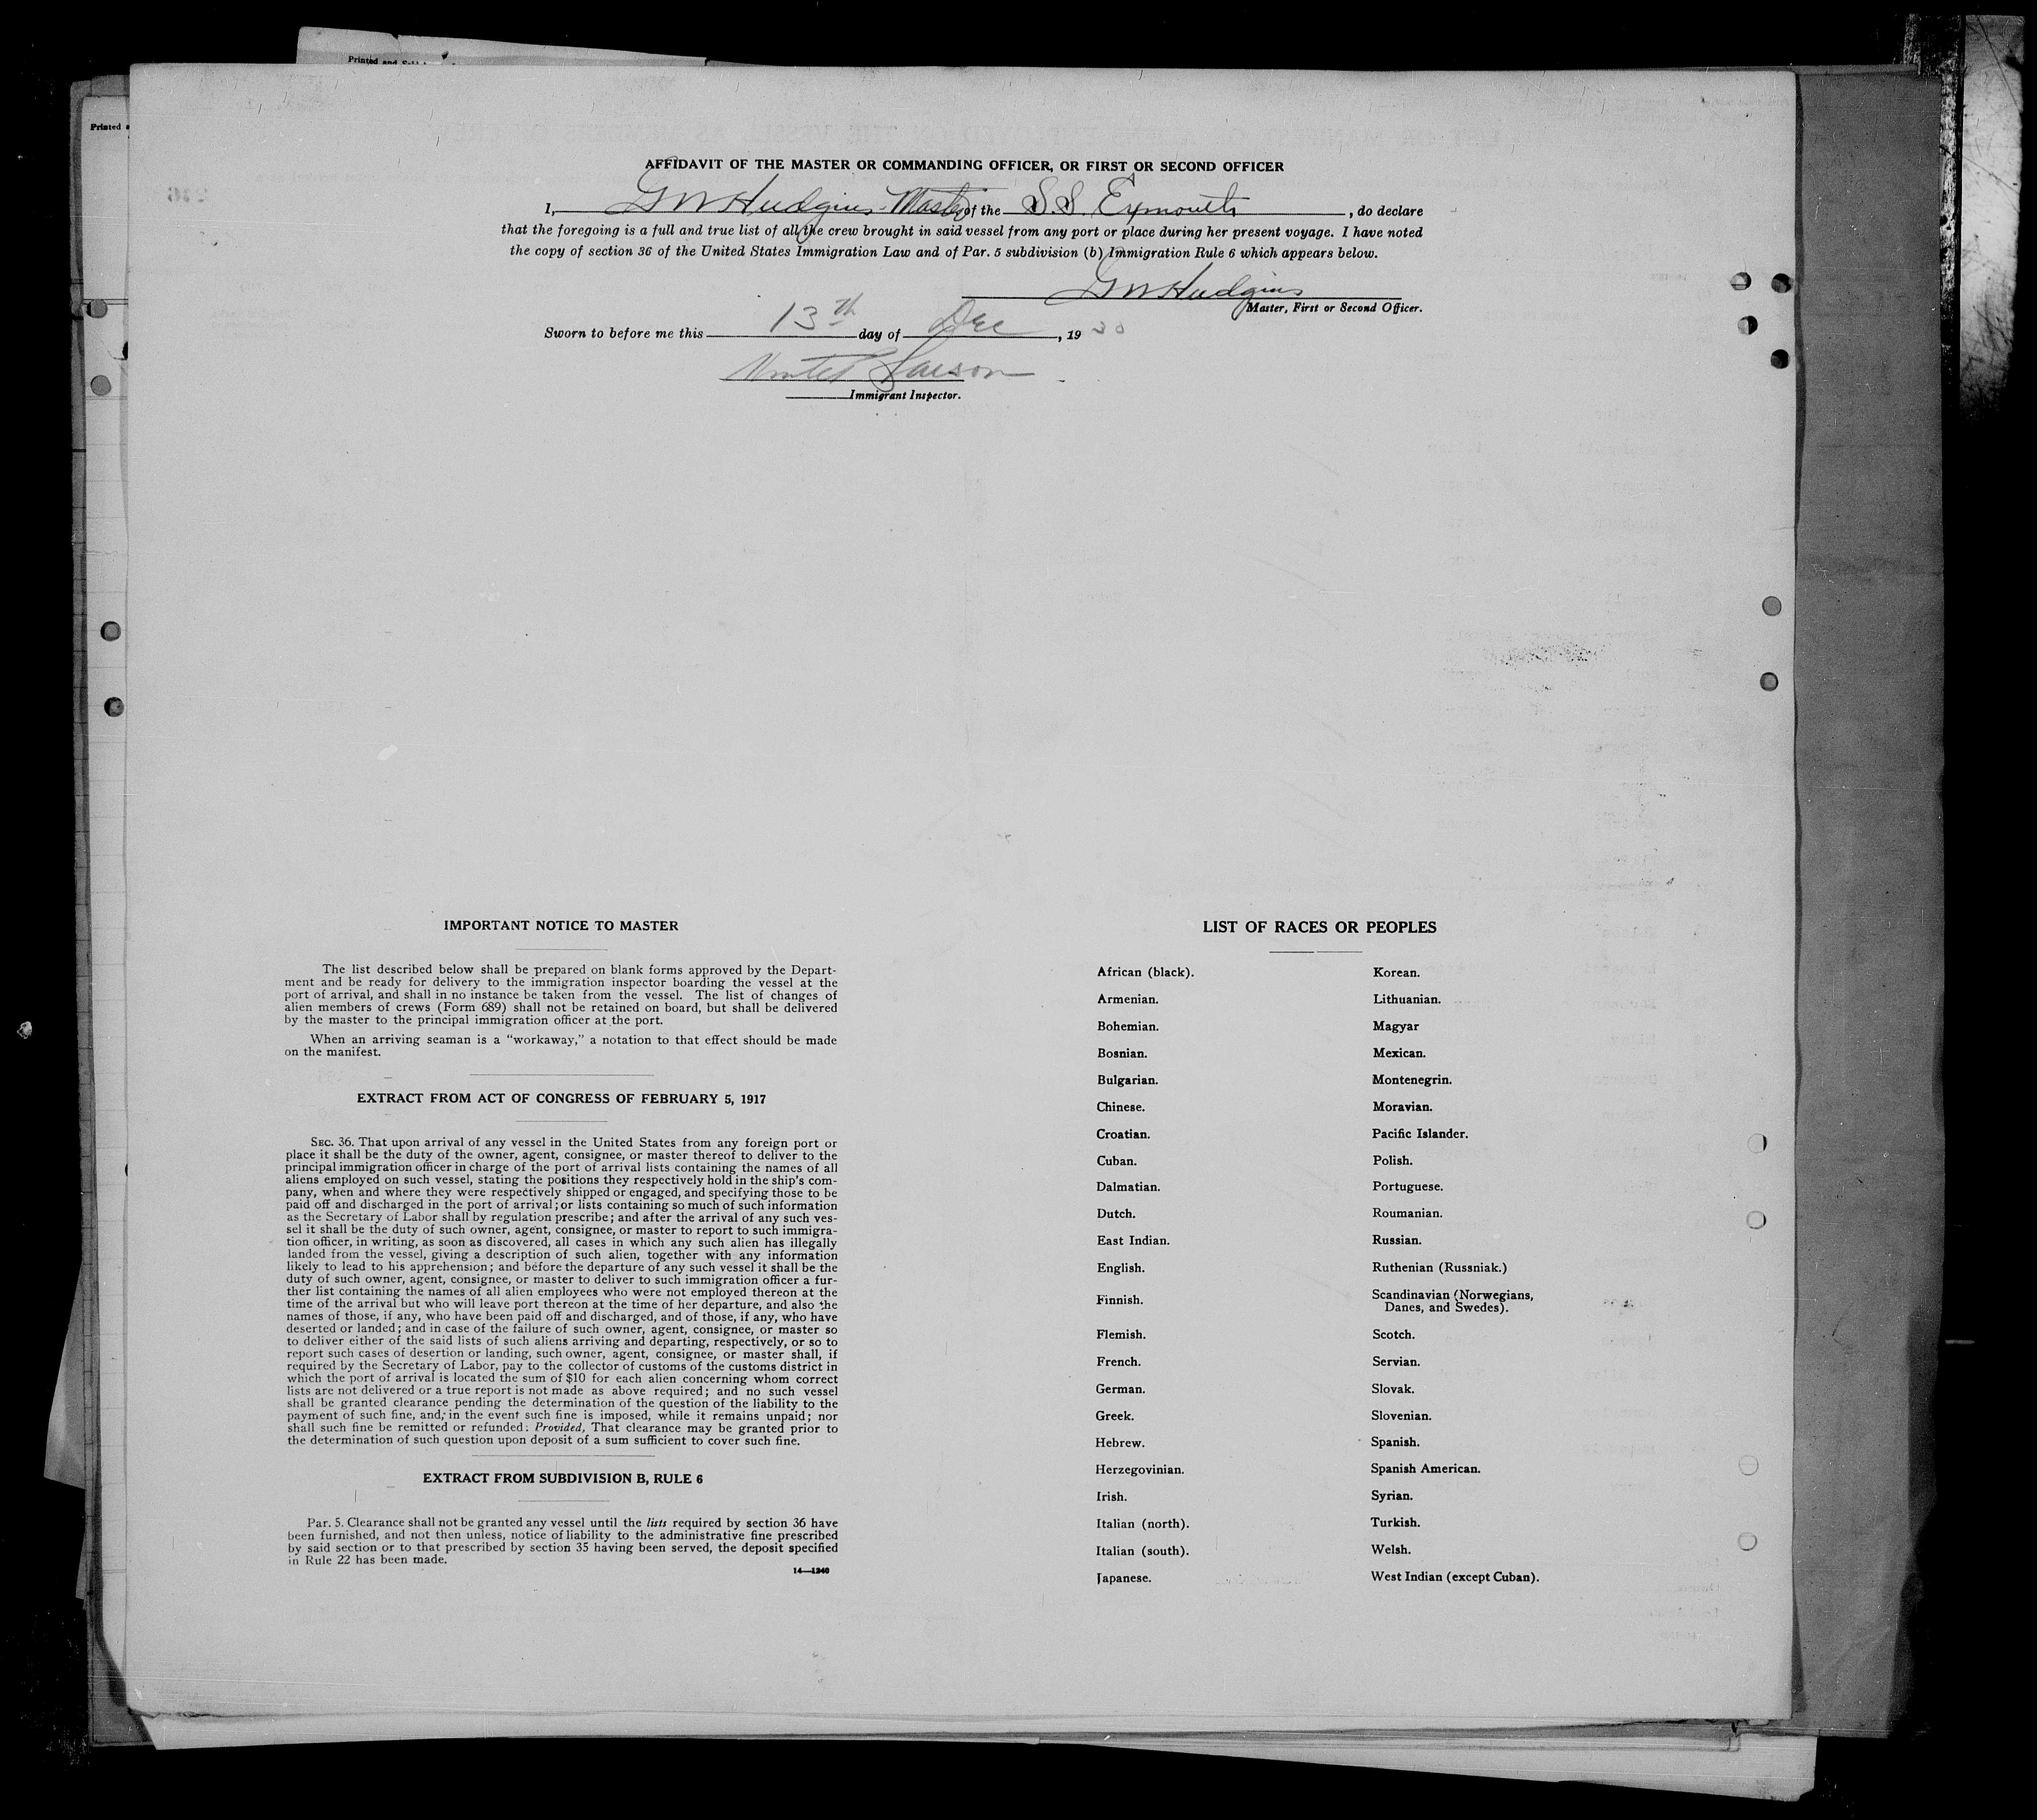 Printed and
Printed
AFFIDAVIT OF THE MASTER OR COMMANDING OFFICER, OR FIRST OR SECOND OFFICER
I, G W Hudgins - Master of the S.S. Exmouth, do declare
that the foregoing is a full and true list of all the crew brought in said vessel from any port or place during her present voyage. I have noted
the copy of section 36 of the United States Immigration Law and of Par. 5 subdivision (b) Immigration Rule 6 which appears below.
G W Hudgins
Master, First or Second Officer.
Sworn to before me this 13th day of Dec, 1930
Immigrant Inspector.
IMPORTANT NOTICE TO MASTER
The list described below shall be prepared on blank forms approved by the Depart-
ment and be ready for delivery to the immigration inspector boarding the vessel at the
port of arrival, and shall in no instance be taken from the vessel. The list of changes of
alien members of crews (Form 689) shall not be retained on board, but shall be delivered
by the master to the principal immigration officer at the port.
When an arriving seaman is a "workaway," a notation to that effect should be made
on the manifest.
EXTRACT FROM ACT OF CONGRESS OF FEBRUARY 5, 1917
SEC. 36. That upon arrival of any vessel in the United States from any foreign port or
place it shall be the duty of the owner, agent, consignee, or master thereof to deliver to the
principal immigration officer in charge of the port of arrival lists containing the names of all
aliens employed on such vessel, stating the positions they respectively hold in the ship's com-
pany, when and where they were respectively shipped or engaged, and specifying those to be
paid off and discharged in the port of arrival; or lists containing so much of such information
as the Secretary of Labor shall by regulation prescribe; and after the arrival of any such ves-
sel it shall be the duty of such owner, agent, consignee, or master to report to such immigra-
tion officer, in writing, as soon as discovered, all cases in which any such alien has illegally
landed from the vessel, giving a description of such alien, together with any information
likely to lead to his apprehension; and before the departure of any such vessel it shall be the
duty of such owner, agent, consignee, or master to deliver to such immigration officer a fur-
ther list containing the names of all alien employees who were not employed thereon at the
time of the arrival but who will leave port thereon at the time of her departure, and also the
names of those, if any, who have been paid off and discharged, and of those, if any, who have
deserted or landed; and in case of the failure of such owner, agent, consignee, or master so
to deliver either of the said lists of such aliens arriving and departing, respectively, or so to
report such cases of desertion or landing, such owner, agent, consignee, or master shall, if
required by the Secretary of Labor, pay to the collector of customs of the customs district in
which the port of arrival is located the sum of $10 for each alien concerning whom correct
lists are not delivered or a true report is not made as above required; and no such vessel
shall be granted clearance pending the determination of the question of the liability to the
payment of such fine, and, in the event such fine is imposed, while it remains unpaid; nor
shall such fine be remitted or refunded: Provided, That clearance may be granted prior to
the determination of such question upon deposit of a sum sufficient to cover such fine.
EXTRACT FROM SUBDIVISION B, RULE 6
Par. 5. Clearance shall not be granted any vessel until the lists required by section 36 have
been furnished, and not then unless, notice of liability to the administrative fine prescribed
by said section or to that prescribed by section 35 having been served, the deposit specified
in Rule 22 has been made.
14—1240
LIST OF RACES OR PEOPLES
African (black).
Armenian.
Bohemian.
Bosnian.
Bulgarian.
Chinese.
Croatian.
Cuban.
Dalmatian.
Dutch.
East Indian.
English.
Finnish.
Flemish.
French.
German.
Greek.
Hebrew.
Herzegovinian.
Irish.
Italian (north).
Italian (south).
Japanese.
Korean.
Lithuanian.
Magyar
Mexican.
Montenegrin.
Moravian.
Pacific Islander.
Polish.
Portuguese.
Roumanian.
Russian.
Ruthenian (Russniak.)
Scandinavian (Norwegians,
Danes, and Swedes).
Scotch.
Servian.
Slovak.
Slovenian.
Spanish.
Spanish American.
Syrian.
Turkish.
Welsh.
West Indian (except Cuban).